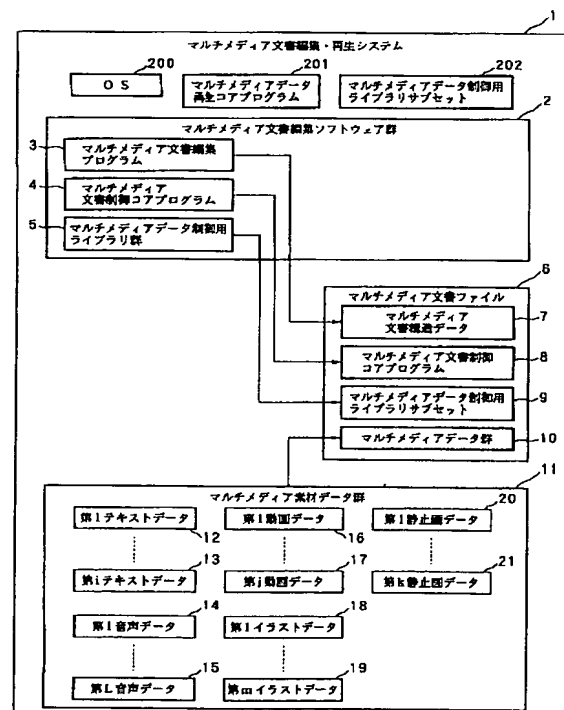 1
マルチメディア文書編集・再生システム
200
201
202
OS
マルチメディアデータ
再生コアプログラム
マルチメディアデータ制御用
ライブラリサブセット
2
マルチメディア文書編集ソフトウェア群
3
マルチメディア文書編集
プログラム
4
マルチメディア
文書制御コアプログラム
5
マルチメディアデータ制御用
ライブラリ群
6
マルチメディア文書ファイル
マルチメディア
文書構造データ
7
マルチメディア文書制御
コアプログラム
8
マルチメディアデータ制御用
ライブラリサブセット
9
マルチメディアデータ群
10
11
マルチメディア素材データ群
第1テキストデータ
12
第1動画データ
16
第1静止画データ
20
第iテキストデータ
13
第j動画データ
17
第k静止画データ
21
第1音声データ
14
第1イラストデータ
18
第L音声データ
15
第mイラストデータ
19